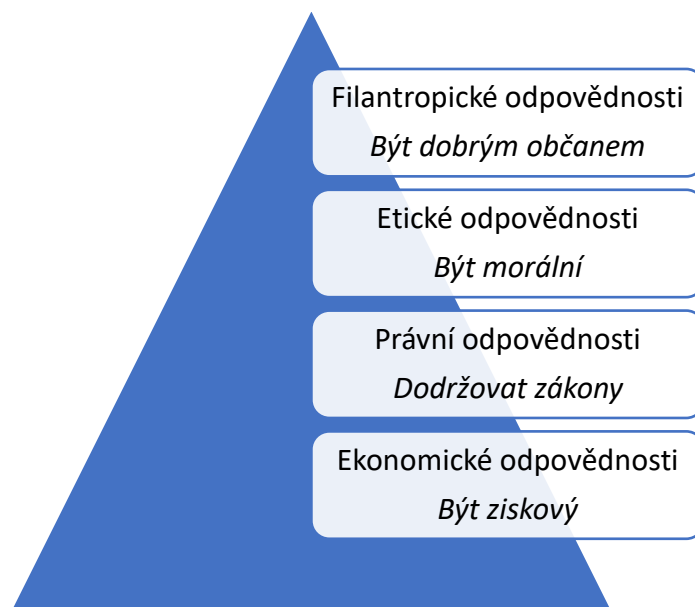 Filantropické odpovědnosti
Být dobrým občanem
Etické odpovědnosti
Být morální
Právní odpovědnosti
Dodržovat zákony
Ekonomické odpovědnosti
Být ziskový